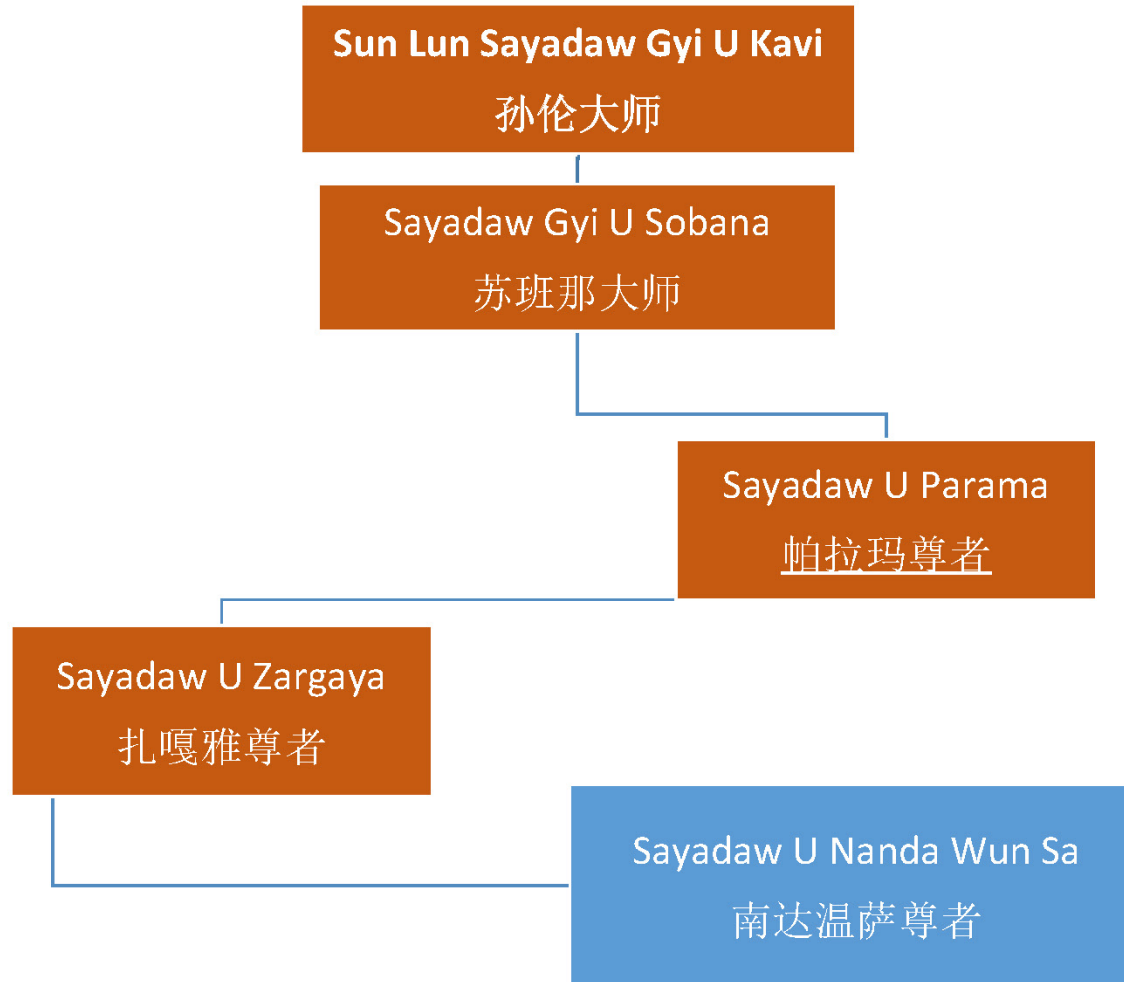 Sun Lun Sayadaw Gyi U Kavi
孙伦大师
Sayadaw Gyi U Sobana
苏班那大师
Sayadaw U Parama
帕拉玛尊者
Sayadaw U Zargaya
扎嘎雅尊者
Sayadaw U Nanda Wun Sa
南达温萨尊者